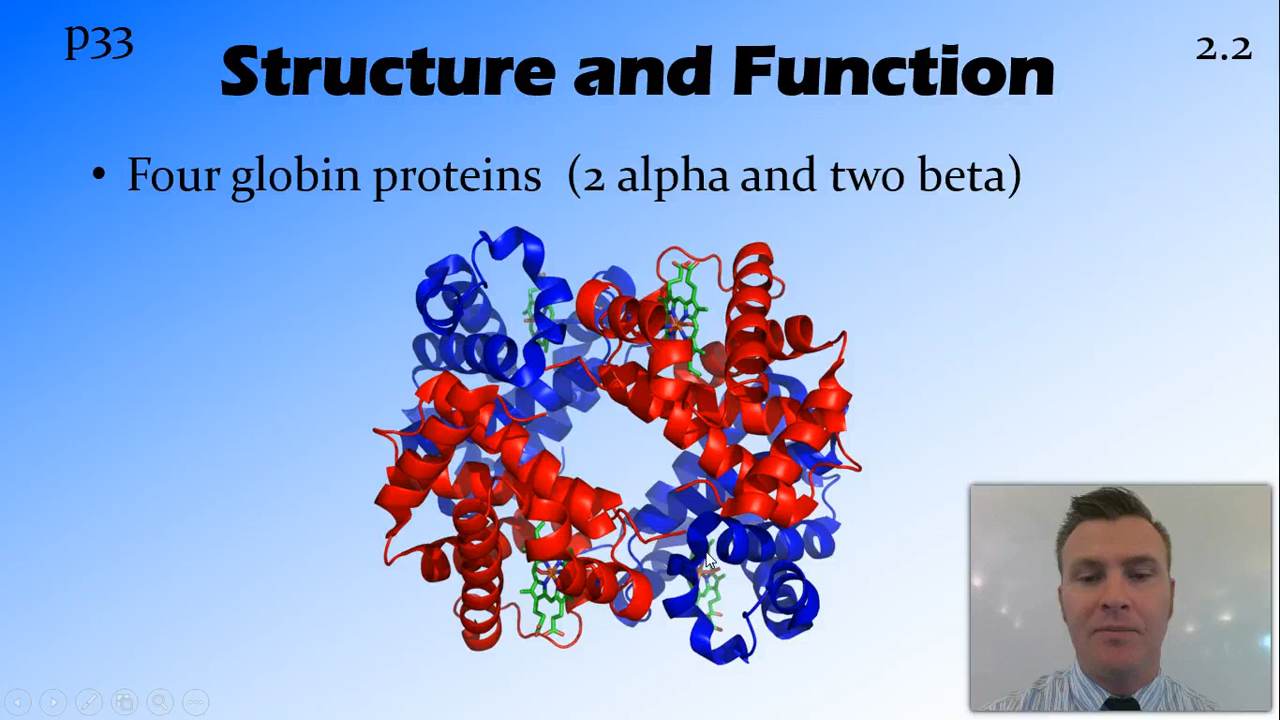 p33
2.2
Structure and Function
• Four globin proteins (2 alpha and two beta)